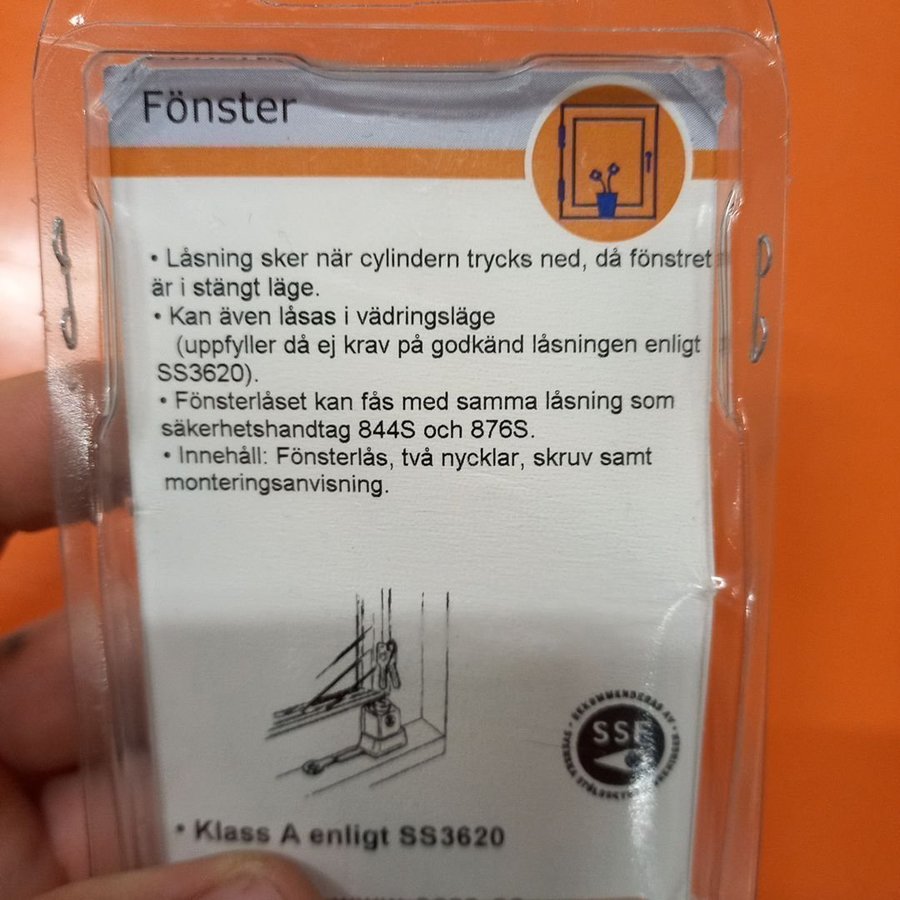 Fönster
• Låsning sker när cylindern trycks ned, då fönstret
är i stängt läge.
• Kan även låsas i vädringsläge
(uppfyller då ej krav på godkänd låsningen enligt
SS3620).
• Fönsterlåset kan fås med samma låsning som
säkerhetshandtag 844S och 876S.
• Innehåll: Fönsterlås, två nycklar, skruv samt
monteringsanvisning.
REKOMMENDERAS AV
SSF
• Klass A enligt SS3620